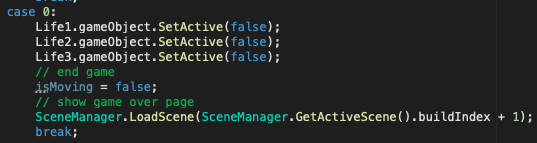 break;
case 0:
Life1.gameObject.SetActive(false);
Life2.gameObject.SetActive(false);
Life3.gameObject.SetActive(false);
// end game
isMoving = false;
// show game over page
SceneManager.LoadScene(SceneManager.GetActiveScene().buildIndex + 1);
break;